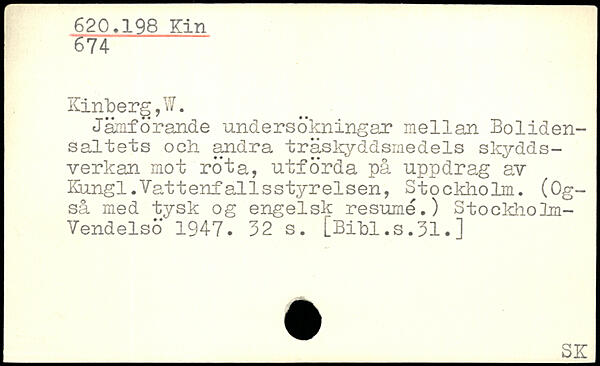 620.198 Kin
674
Kinberg,W.
Jämförande undersökningar mellan Boliden-
saltets och andra träskyddsmedels skydds-
verkan mot röta, utförda på uppdrag av
Kungl.Vattenfallsstyrelsen, Stockholm. (Og-
så med tysk og engelsk resumé.) Stockholm-
Vendelsö 1947. 32 s. [Bibl.s.31.]
SK